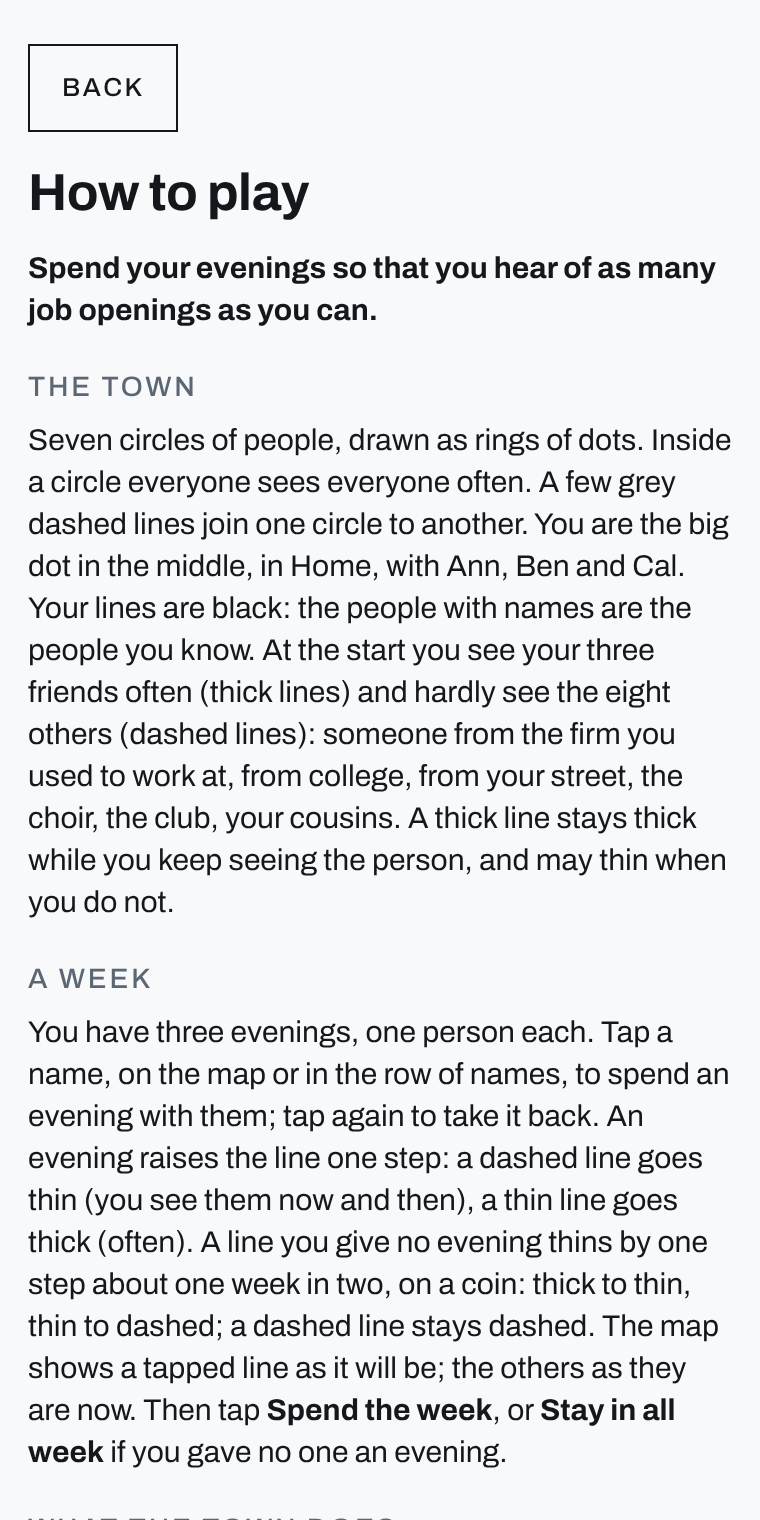 BACK
How to play
Spend your evenings so that you hear of as many
job openings as you can.
THE TOWN
Seven circles of people, drawn as rings of dots. Inside
a circle everyone sees everyone often. A few grey
dashed lines join one circle to another. You are the big
dot in the middle, in Home, with Ann, Ben and Cal.
Your lines are black: the people with names are the
people you know. At the start you see your three
friends often (thick lines) and hardly see the eight
others (dashed lines): someone from the firm you
used to work at, from college, from your street, the
choir, the club, your cousins. A thick line stays thick
while you keep seeing the person, and may thin when
you do not.
A WEEK
You have three evenings, one person each. Tap a
name, on the map or in the row of names, to spend an
evening with them; tap again to take it back. An
evening raises the line one step: a dashed line goes
thin (you see them now and then), a thin line goes
thick (often). A line you give no evening thins by one
step about one week in two, on a coin: thick to thin,
thin to dashed; a dashed line stays dashed. The map
shows a tapped line as it will be; the others as they
are now. Then tap Spend the week, or Stay in all
week if you gave no one an evening.